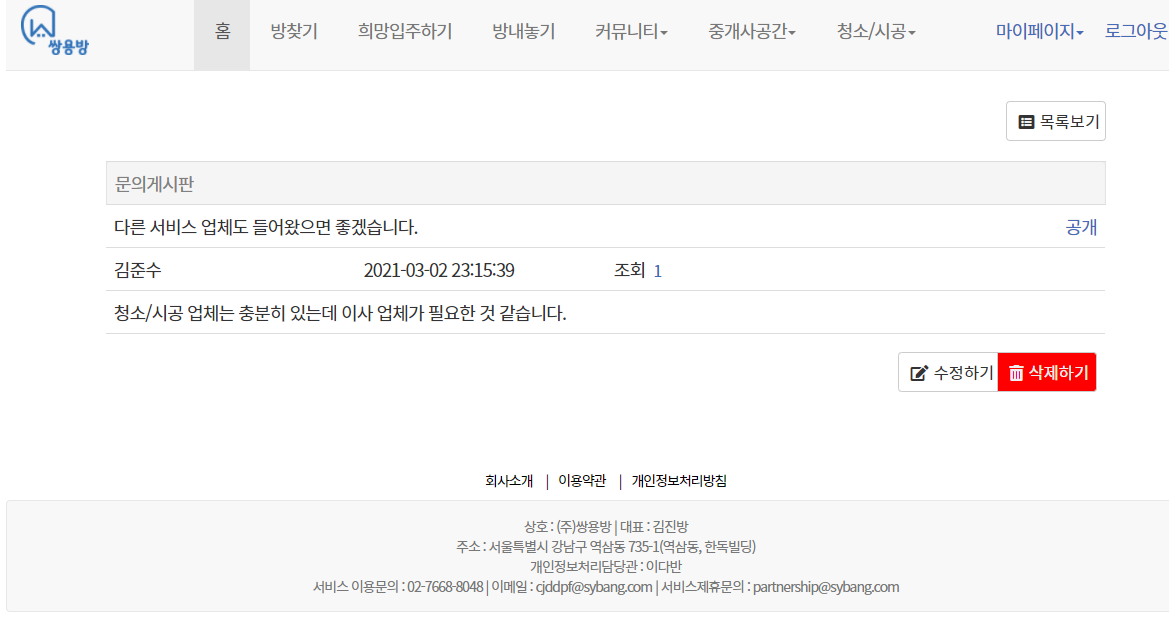 쌍용방
홈 방찾기 희망입주하기 방내놓기 커뮤니티 중개사공간 청소/시공 마이페이지 로그아웃
목록보기
문의게시판
다른 서비스 업체도 들어왔으면 좋겠습니다. 공개
김준수 2021-03-02 23:15:39 조회 1
청소/시공 업체는 충분히 있는데 이사 업체가 필요한 것 같습니다.
수정하기 삭제하기
회사소개 | 이용약관 | 개인정보처리방침
상호 : (주)쌍용방 | 대표 : 김진방
주소 : 서울특별시 강남구 역삼동 735-1(역삼동, 한독빌딩)
개인정보처리담당관 : 이다반
서비스 이용문의 : 02-7668-8048 | 이메일 : cjddpf@sybang.com | 서비스제휴문의 : partnership@sybang.com